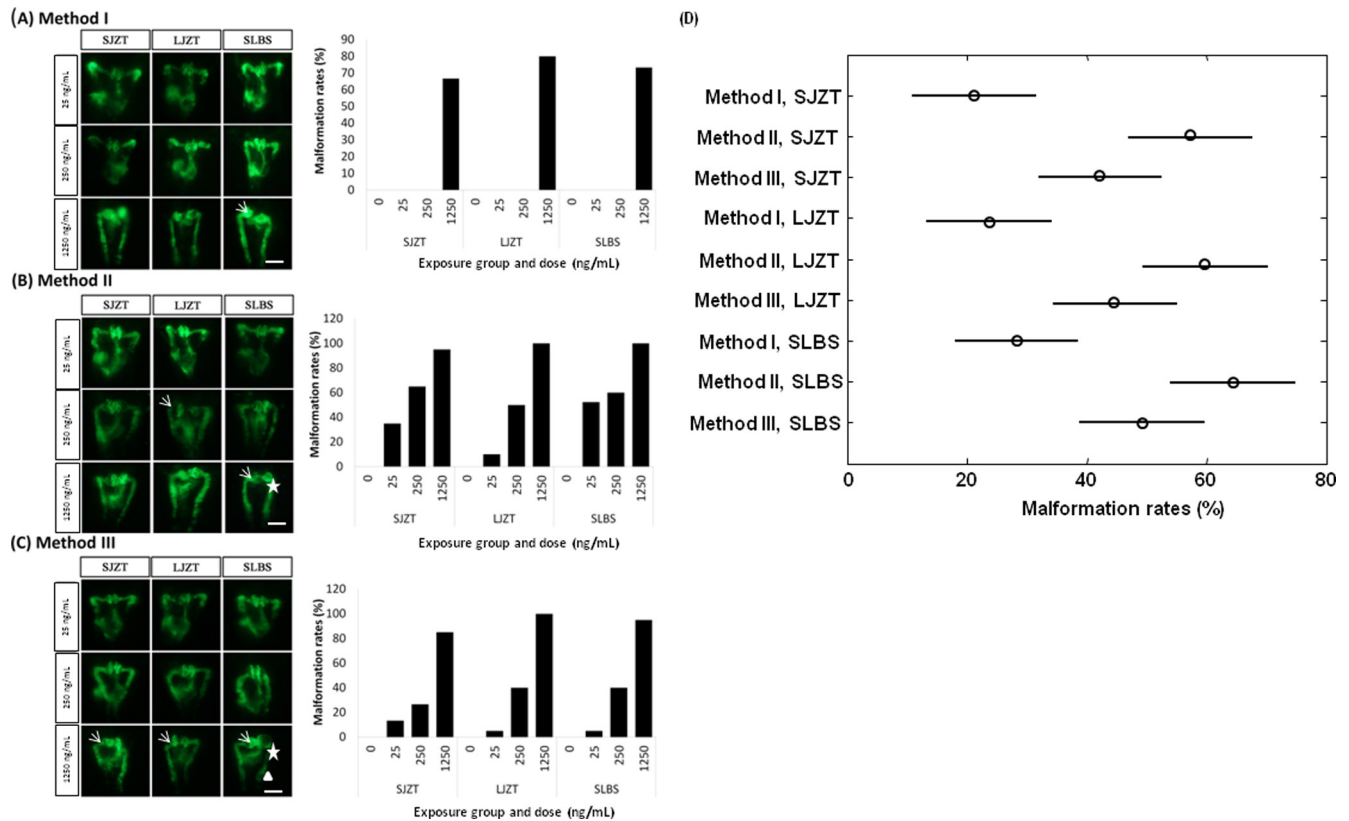 (A) Method I
SJZT LJZT SLBS
25 ng/mL
250 ng/mL
1250 ng/mL
Malformation rates (%)
90
80
70
60
50
40
30
20
10
0
0 25 250 1250 0 25 250 1250 0 25 250 1250
SJZT LJZT SLBS
Exposure group and dose (ng/mL)
(B) Method II
SJZT LJZT SLBS
25 ng/mL
250 ng/mL
1250 ng/mL
Malformation rates (%)
120
100
80
60
40
20
0
0 25 250 1250 0 25 250 1250 0 25 250 1250
SJZT LJZT SLBS
Exposure group and dose (ng/mL)
(C) Method III
SJZT LJZT SLBS
25 ng/mL
250 ng/mL
1250 ng/mL
Malformation rates (%)
120
100
80
60
40
20
0
0 25 250 1250 0 25 250 1250 0 25 250 1250
SJZT LJZT SLBS
Exposure group and dose (ng/mL)
(D)
Method I, SJZT
Method II, SJZT
Method III, SJZT
Method I, LJZT
Method II, LJZT
Method III, LJZT
Method I, SLBS
Method II, SLBS
Method III, SLBS
0 20 40 60 80
Malformation rates (%)